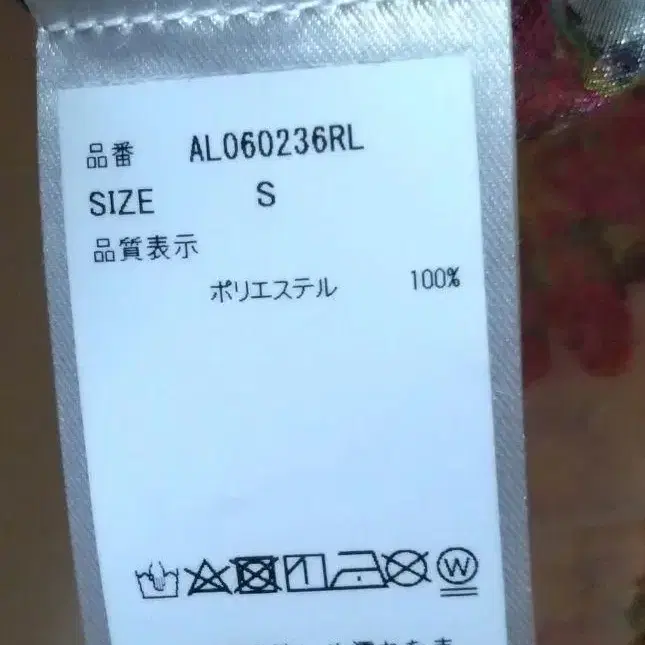 品番 AL060236RL
SIZE S
品質表示
ポリエステル 100%
W